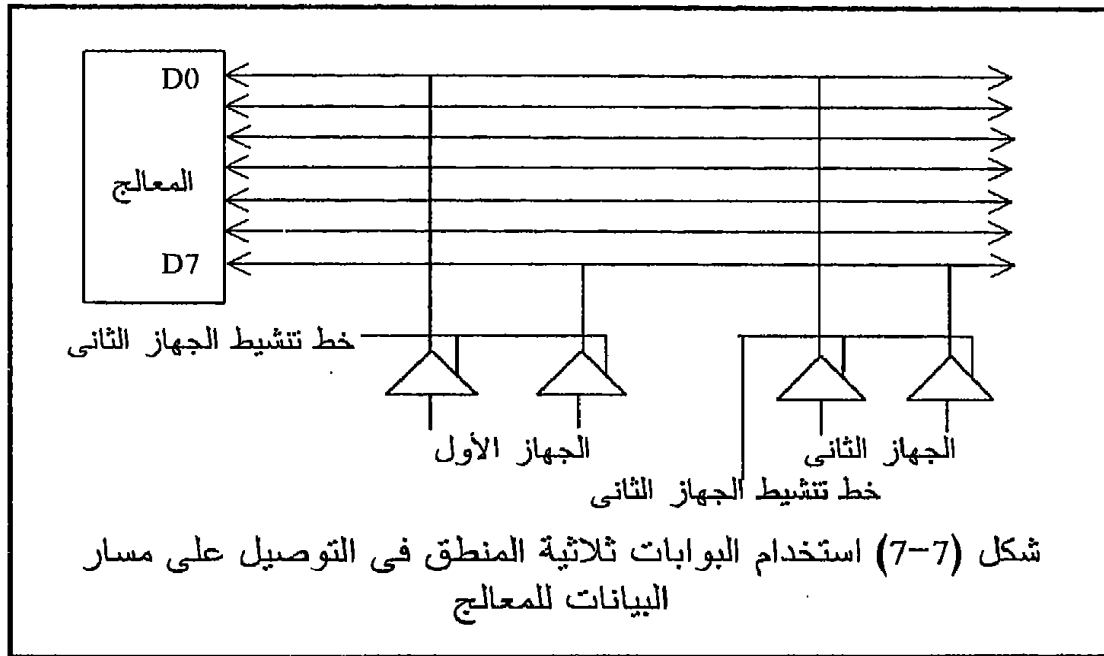 D0
المعالج
D7
خط تنشيط الجهاز الثانى
الجهاز الأول
الجهاز الثانى
خط تنشيط الجهاز الثانى
شكل (7-7) استخدام البوابات ثلاثية المنطق فى التوصيل على مسار
البيانات للمعالج